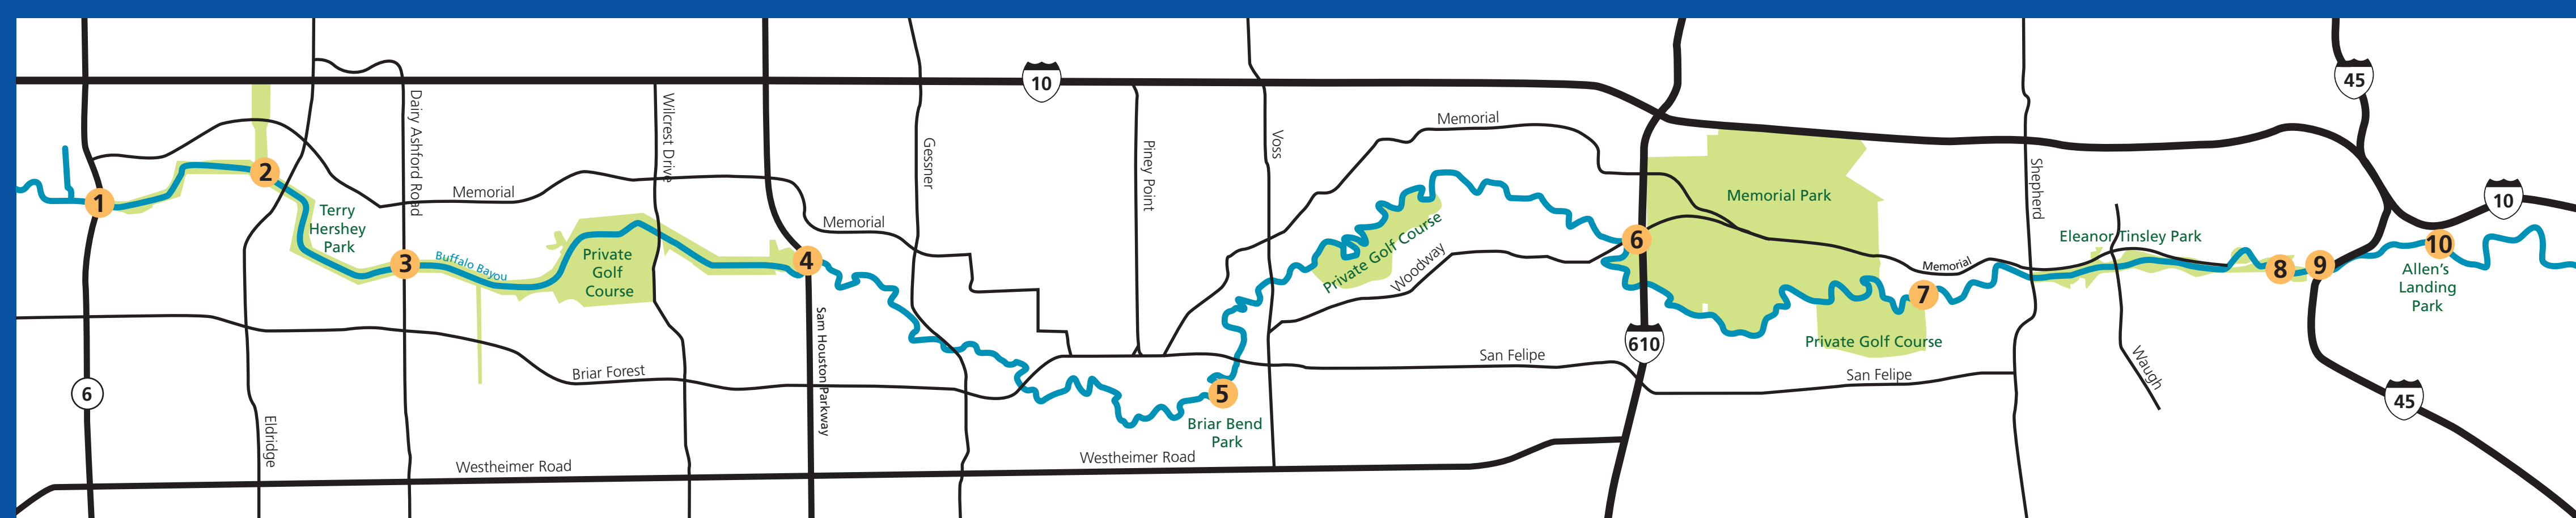 10
45
Dairy Ashford Road
Wilcrest Drive
Memorial
Gessner
Piney Point
Voss
2
1
Terry
Hershey
Park
Memorial
Memorial
Memorial Park
Shepherd
10
3
Buffalo Bayou
Private
Golf
Course
4
Private Golf Course
Woodway
6
Memorial
7
Eleanor Tinsley Park
8
9
10
Allen's
Landing
Park
Sam Houston Parkway
610
Private Golf Course
San Felipe
San Felipe
Waugh
6
Briar Forest
5
Briar Bend
Park
45
Eldridge
Westheimer Road
Westheimer Road